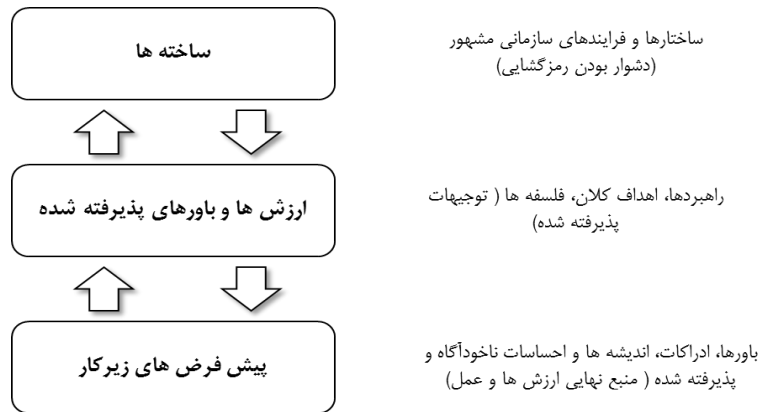 ساخته ها
ساختارها و فرایندهای سازمانی مشهور
(دشوار بودن رمزگشایی)
ارزش ها و باورهای پذیرفته شده
راهبردها، اهداف کلان، فلسفه ها ( توجیهات
پذیرفته شده)
پیش فرض های زیرکار
باورها، ادراکات، اندیشه ها و احساسات ناخودآگاه و
پذیرفته شده ( منبع نهایی ارزش ها و عمل)